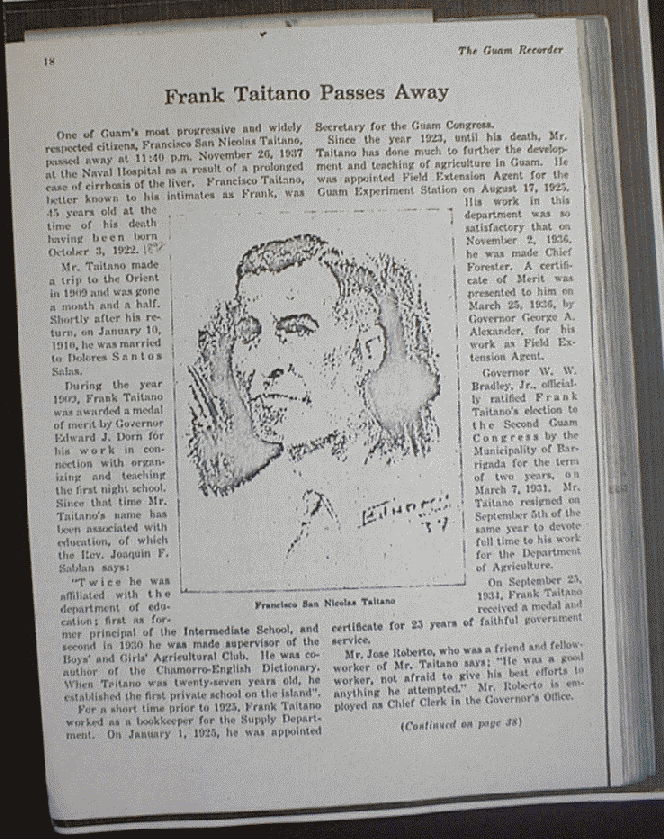 18
The Guam Recorder
Frank Taitano Passes Away
One of Guam's most progressive and widely
respected citizens, Francisco San Nicolas Taitano,
passed away at 11:40 p.m. November 26, 1937
at the Naval Hospital as a result of a prolonged
case of cirrhosis of the liver. Francisco Taitano,
better known to his intimates as Frank, was
45 years old at the
time of his death
having been born
October 3, 1922.
Mr. Taitano made
a trip to the Orient
in 1909 and was gone
a month and a half.
Shortly after his re-
turn, on January 10,
1910, he was married
to Dolores Santos
Salas.
During the year
1909, Frank Taitano
was awarded a medal
of merit by Governor
Edward J. Dorn for
his work in con-
nection with organ-
izing and teaching
the first night school.
Since that time Mr.
Taitano's name has
been associated with
education, of which
the Rev. Joaquin F.
Sablan says:
"Twice he was
affiliated with the
department of edu-
cation; first as for-
mer principal of the Intermediate School, and
second in 1930 he was made supervisor of the
Boys' and Girls' Agricultural Club. He was co-
author of the Chamorro-English Dictionary.
When Taitano was twenty-seven years old, he
established the first private school on the island".
For a short time prior to 1925, Frank Taitano
worked as a bookkeeper for the Supply Depart-
ment. On January 1, 1925, he was appointed
Secretary for the Guam Congress.
Since the year 1923, until his death, Mr.
Taitano has done much to further the develop-
ment and teaching of agriculture in Guam. He
was appointed Field Extension Agent for the
Guam Experiment Station on August 17, 1925.
His work in this
department was so
satisfactory that on
November 2, 1936,
he was made Chief
Forester. A certifi-
cate of Merit was
presented to him on
March 25, 1936, by
Governor George A.
Alexander, for his
work as Field Ex-
tension Agent.
Governor W. W.
Bradley, Jr., official-
ly ratified Frank
Taitano's election to
the Second Guam
Congress by the
Municipality of Bar-
rigada for the term
of two years, on
March 7, 1931. Mr.
Taitano resigned on
September 5th of the
same year to devote
full time to his work
for the Department
of Agriculture.
On September 25,
1934, Frank Taitano
received a medal and
certificate for 23 years of faithful government
service.
Mr. Jose Roberto, who was a friend and fellow-
worker of Mr. Taitano says: "He was a good
worker, not afraid to give his best efforts to
anything he attempted." Mr. Roberto is em-
ployed as Chief Clerk in the Governor's Office.
(Continued on page 38)
37
Francisco San Nicolas Taitano